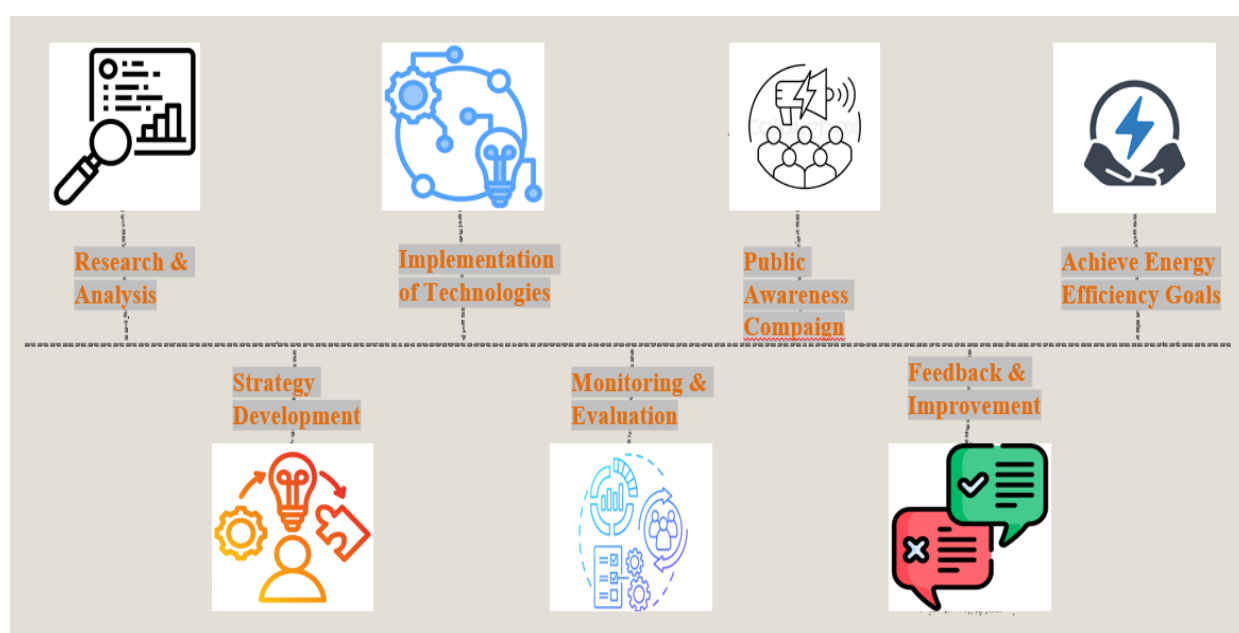 Research &
Analysis
Implementation
of Technologies
Public
Awareness
Compaign
Achieve Energy
Efficiency Goals
Strategy
Development
Monitoring &
Evaluation
Feedback &
Improvement